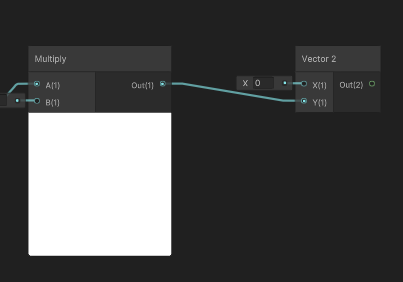 Multiply
A(1)
B(1)
Out(1)
Vector 2
X 0
X(1)
Y(1)
Out(2)